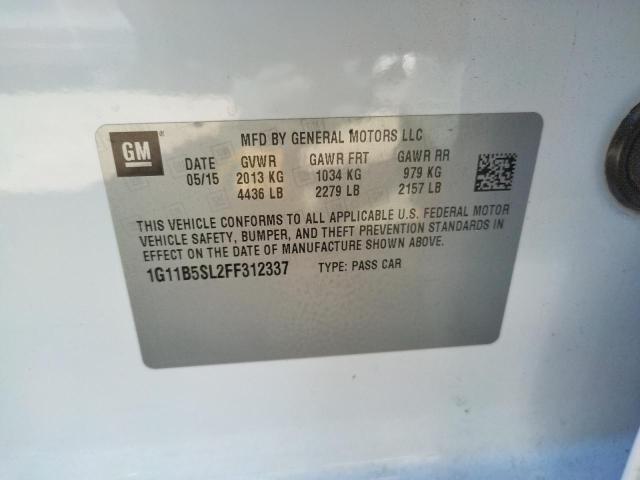 GM
MFD BY GENERAL MOTORS LLC
DATE GVWR GAWR FRT GAWR RR
05/15 2013 KG 1034 KG 979 KG
4436 LB 2279 LB 2157 LB
THIS VEHICLE CONFORMS TO ALL APPLICABLE U.S. FEDERAL MOTOR
VEHICLE SAFETY, BUMPER, AND THEFT PREVENTION STANDARDS IN
EFFECT ON THE DATE OF MANUFACTURE SHOWN ABOVE.
1G11B5SL2FF312337 TYPE: PASS CAR